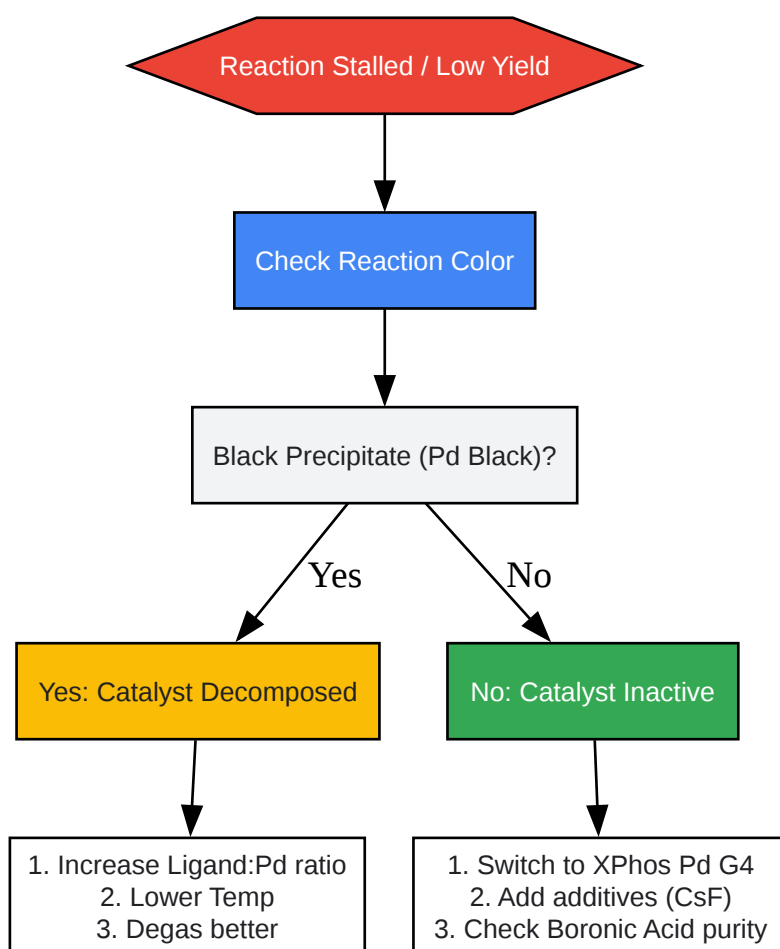 Reaction Stalled / Low Yield
Check Reaction Color
Black Precipitate (Pd Black)?
Yes
No
Yes: Catalyst Decomposed
No: Catalyst Inactive
1. Increase Ligand:Pd ratio
2. Lower Temp
3. Degas better
1. Switch to XPhos Pd G4
2. Add additives (CsF)
3. Check Boronic Acid purity